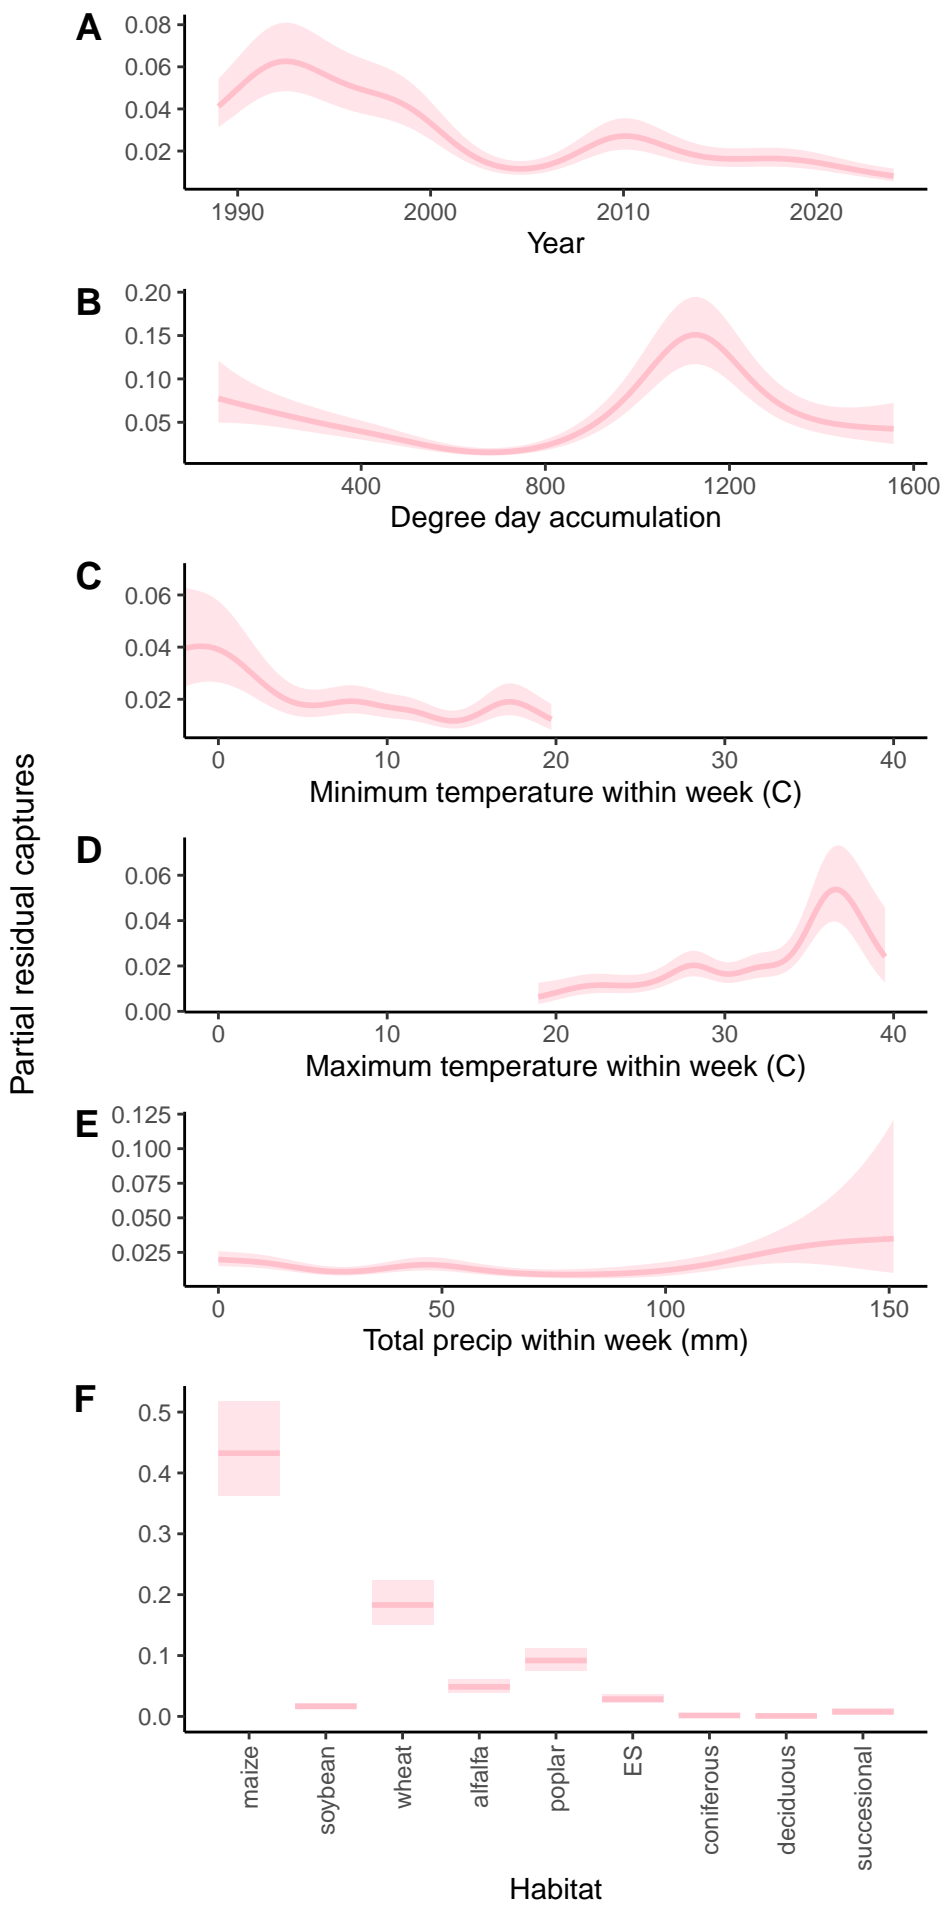 Partial residual captures
A
0.08
0.06
0.04
0.02
1990 2000 2010 2020
Year
B
0.20
0.15
0.10
0.05
400 800 1200 1600
Degree day accumulation
C
0.06
0.04
0.02
0 10 20 30 40
Minimum temperature within week (C)
D
0.06
0.04
0.02
0.00
0 10 20 30 40
Maximum temperature within week (C)
E
0.125
0.100
0.075
0.050
0.025
0 50 100 150
Total precip within week (mm)
F
0.5
0.4
0.3
0.2
0.1
0.0
maize soybean wheat alfalfa poplar ES coniferous deciduous succesional
Habitat